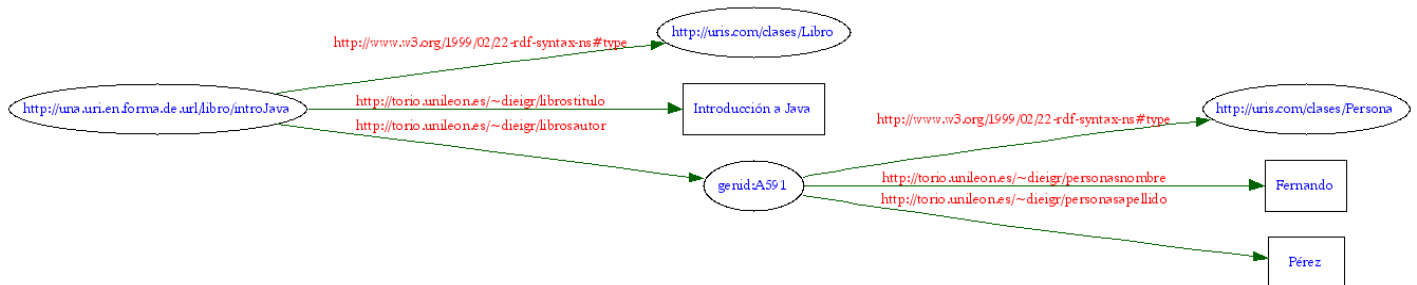 http://uris.com/clases/Libro
http://www.w3.org/1999/02/22-rdf-syntax-ns#type
http://una.uri.en.forma.de.url/libro/introJava
http://torio.unileon.es/~dieigr/librostitulo
Introducción a Java
http://torio.unileon.es/~dieigr/librosautor
http://uris.com/clases/Persona
http://www.w3.org/1999/02/22-rdf-syntax-ns#type
genid:A591
http://torio.unileon.es/~dieigr/personasnombre
Fernando
http://torio.unileon.es/~dieigr/personasapellido
Pérez